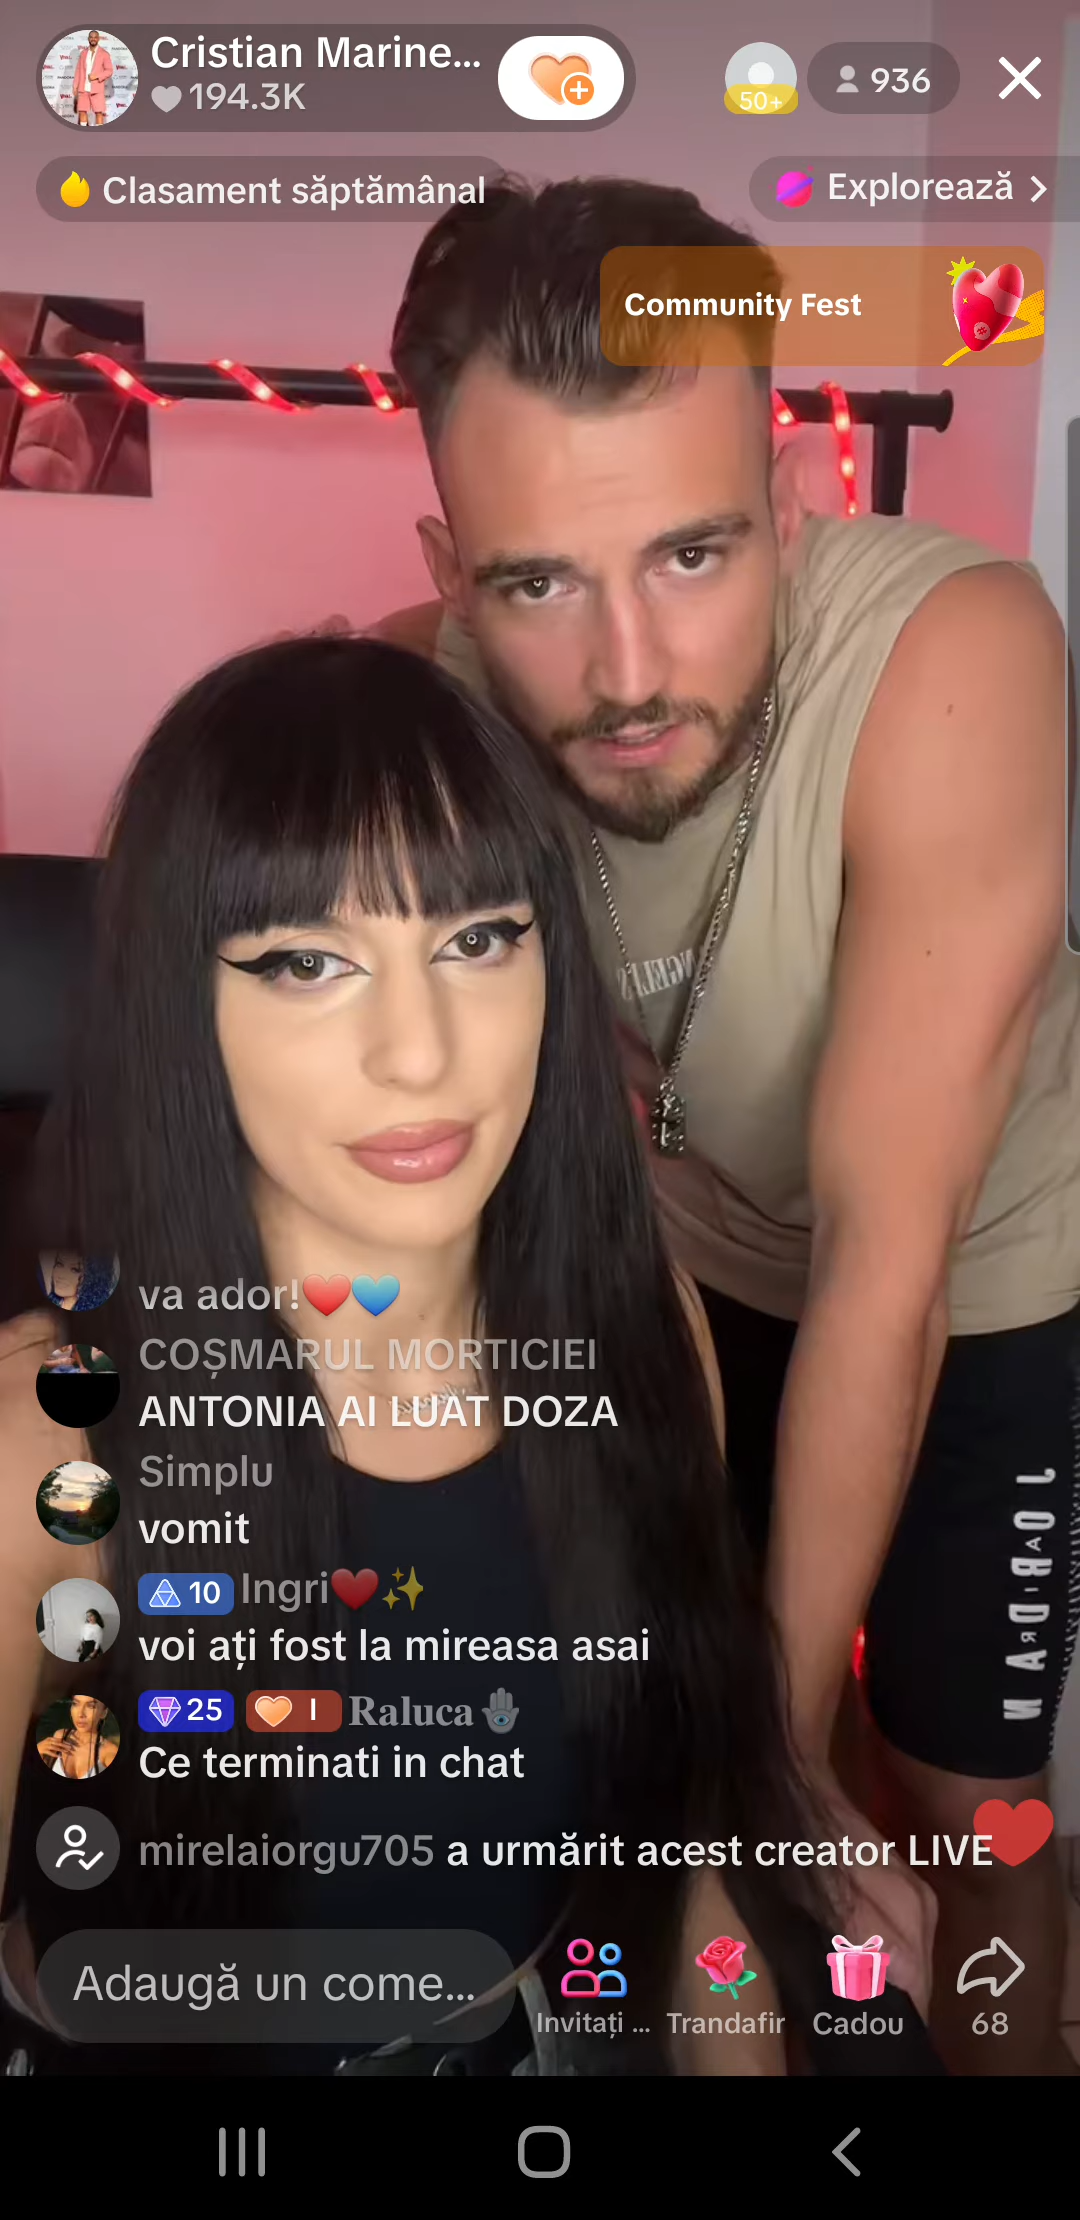 Cristian Marine...
194.3K
50+
936
Clasament săptămânal
Explorează
Community Fest
va ador!❤️💙
COȘMARUL MORTICIEI
ANTONIA AI LUAT DOZA
Simplu
vomit
10 Ingri❤️✨
voi ați fost la mireasa asai
25 I Raluca🪬
Ce terminati in chat
mirelaiorgu705 a urmărit acest creator LIVE
Adaugă un come...
Invitați ...
Trandafir
Cadou
68